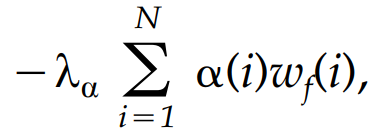 − λ_α ∑_{i=1}^{N} α(i)w_f(i),